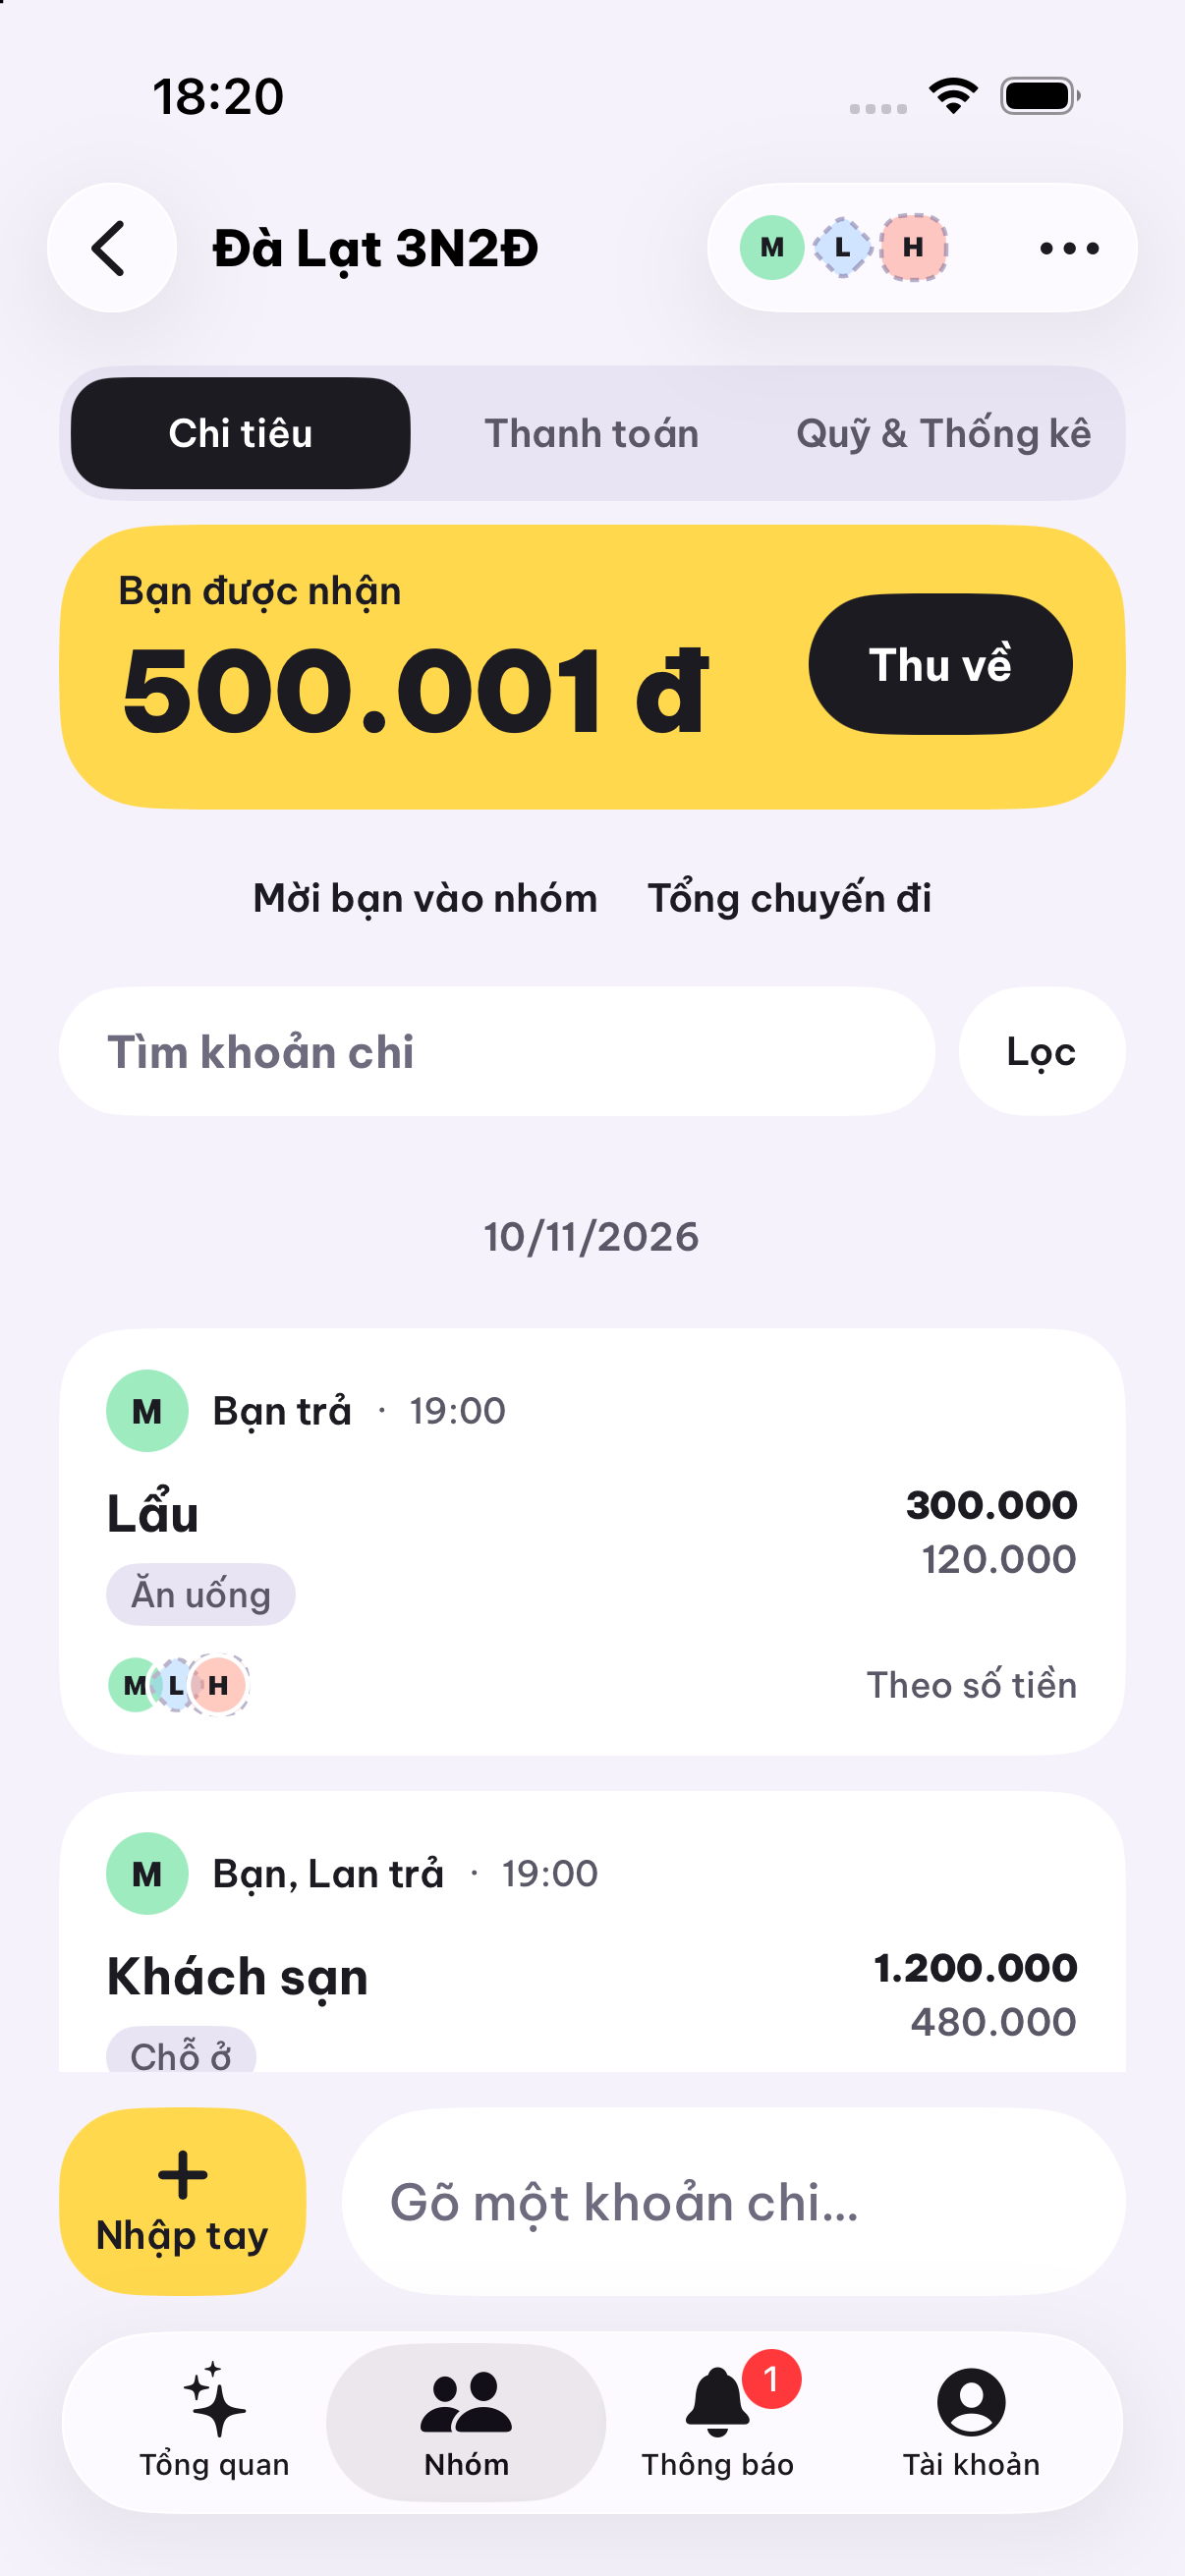 18:20
Đà Lạt 3N2Đ
M L H
Chi tiêu Thanh toán Quỹ & Thống kê
Bạn được nhận
500.001 đ
Thu về
Mời bạn vào nhóm Tổng chuyến đi
Tìm khoản chi
Lọc
10/11/2026
M Bạn trả · 19:00
Lẩu
300.000
120.000
Ăn uống
M L H
Theo số tiền
M Bạn, Lan trả · 19:00
Khách sạn
1.200.000
480.000
Chỗ ở
Nhập tay
Gõ một khoản chi...
1
Tổng quan Nhóm Thông báo Tài khoản